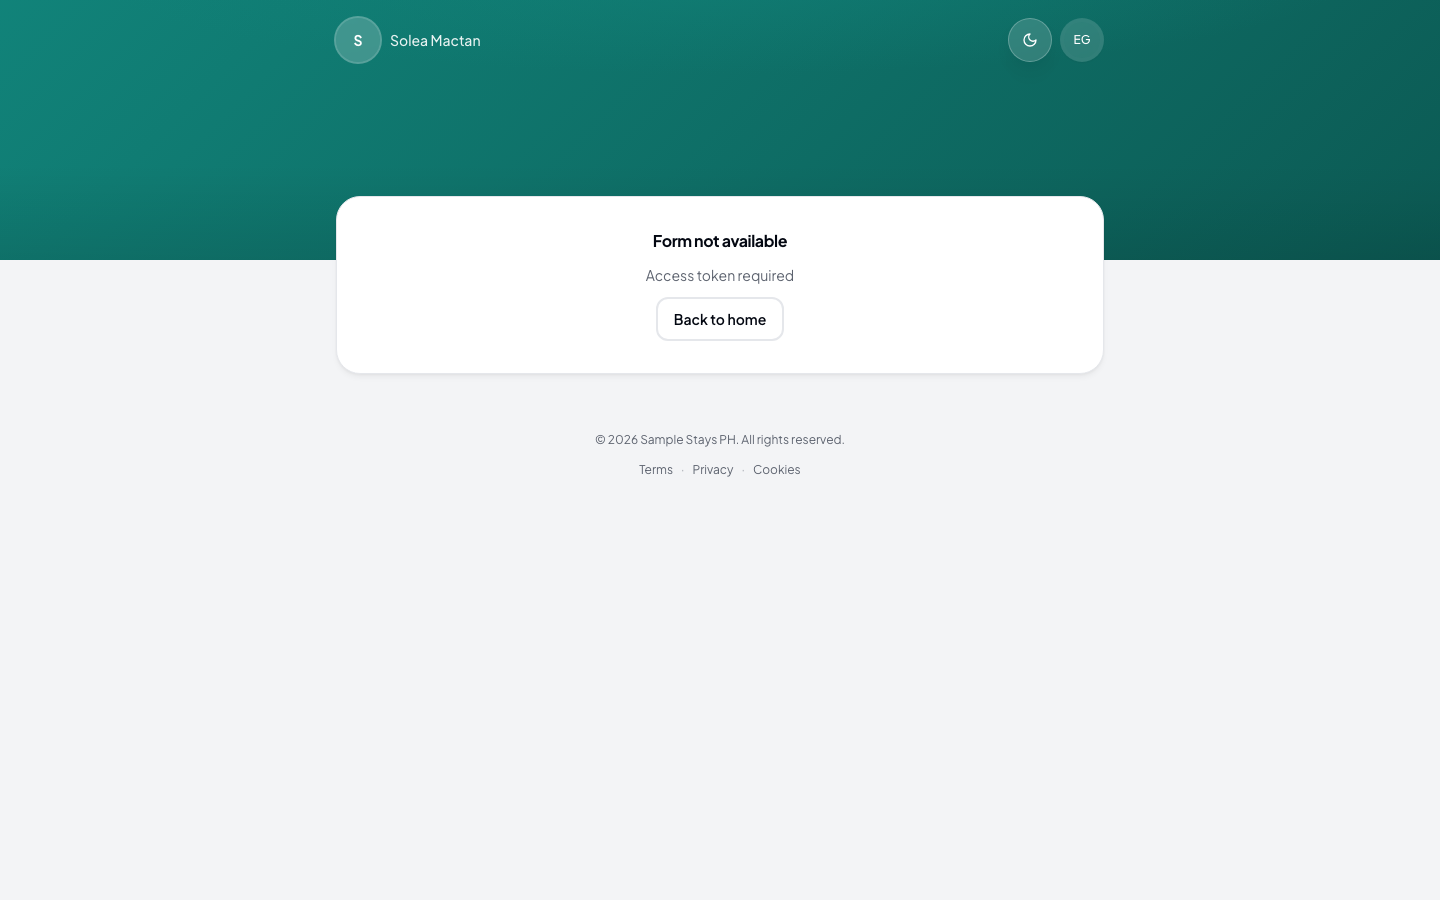 S Solea Mactan EG
Form not available
Access token required
Back to home
© 2026 Sample Stays PH. All rights reserved.
Terms · Privacy · Cookies